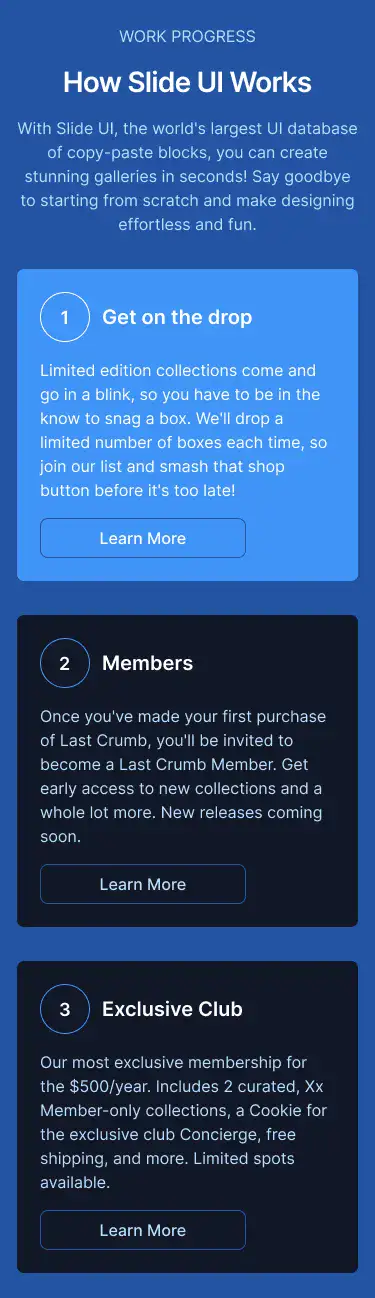 WORK PROGRESS
How Slide UI Works
With Slide UI, the world's largest UI database
of copy-paste blocks, you can create
stunning galleries in seconds! Say goodbye
to starting from scratch and make designing
effortless and fun.
1
Get on the drop
Limited edition collections come and
go in a blink, so you have to be in the
know to snag a box. We'll drop a
limited number of boxes each time, so
join our list and smash that shop
button before it's too late!
Learn More
2
Members
Once you've made your first purchase
of Last Crumb, you'll be invited to
become a Last Crumb Member. Get
early access to new collections and a
whole lot more. New releases coming
soon.
Learn More
3
Exclusive Club
Our most exclusive membership for
the $500/year. Includes 2 curated, Xx
Member-only collections, a Cookie for
the exclusive club Concierge, free
shipping, and more. Limited spots
available.
Learn More